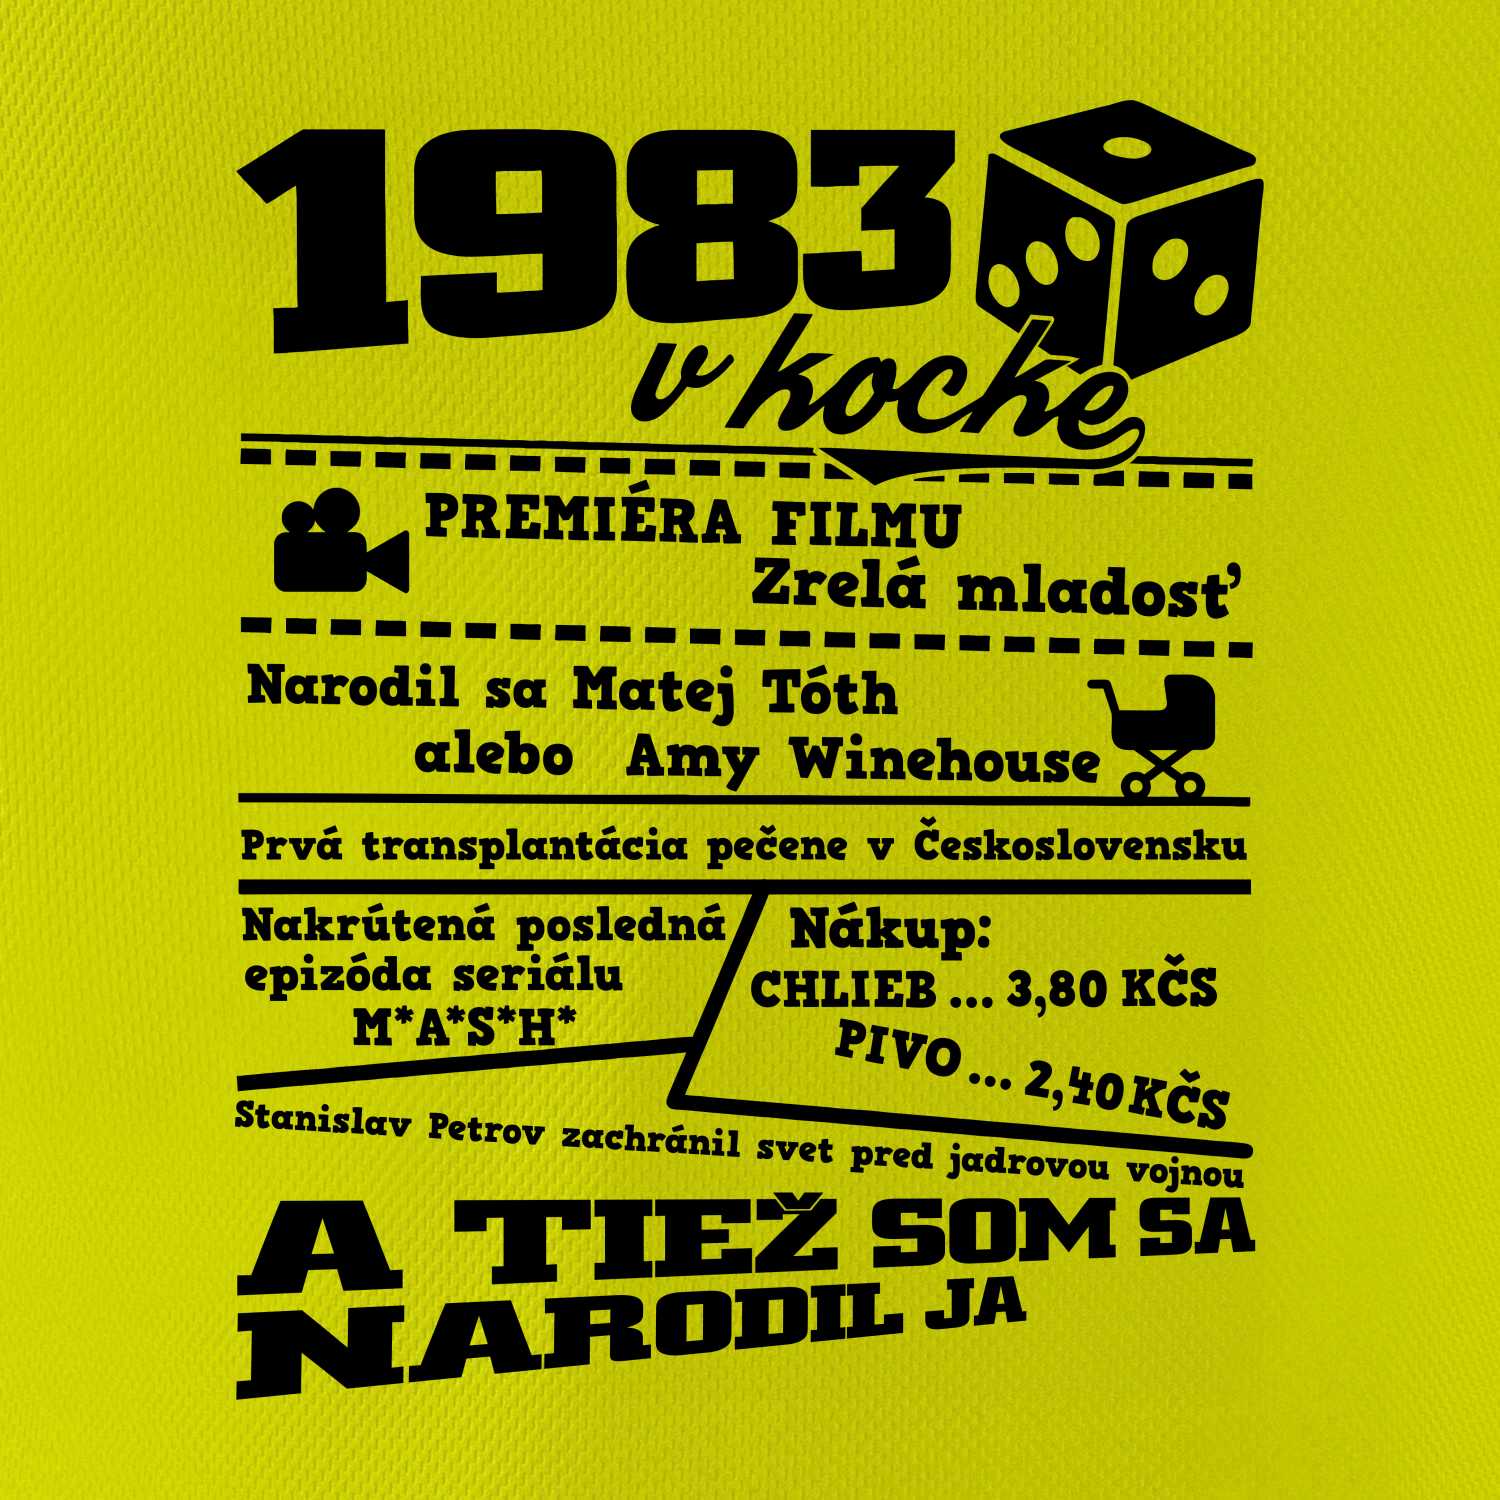 1983
v kocke
PREMIÉRA FILMU
Zrelá mladosť
Narodil sa Matej Tóth
alebo Amy Winehouse
Prvá transplantácia pečene v Československu
Nakrútená posledná
epizóda seriálu
M*A*S*H*
Nákup:
CHLIEB ... 3,80 KČS
PIVO ... 2,40 KČS
Stanislav Petrov zachránil svet pred jadrovou vojnou
A TIEŽ SOM SA
NARODIL JA